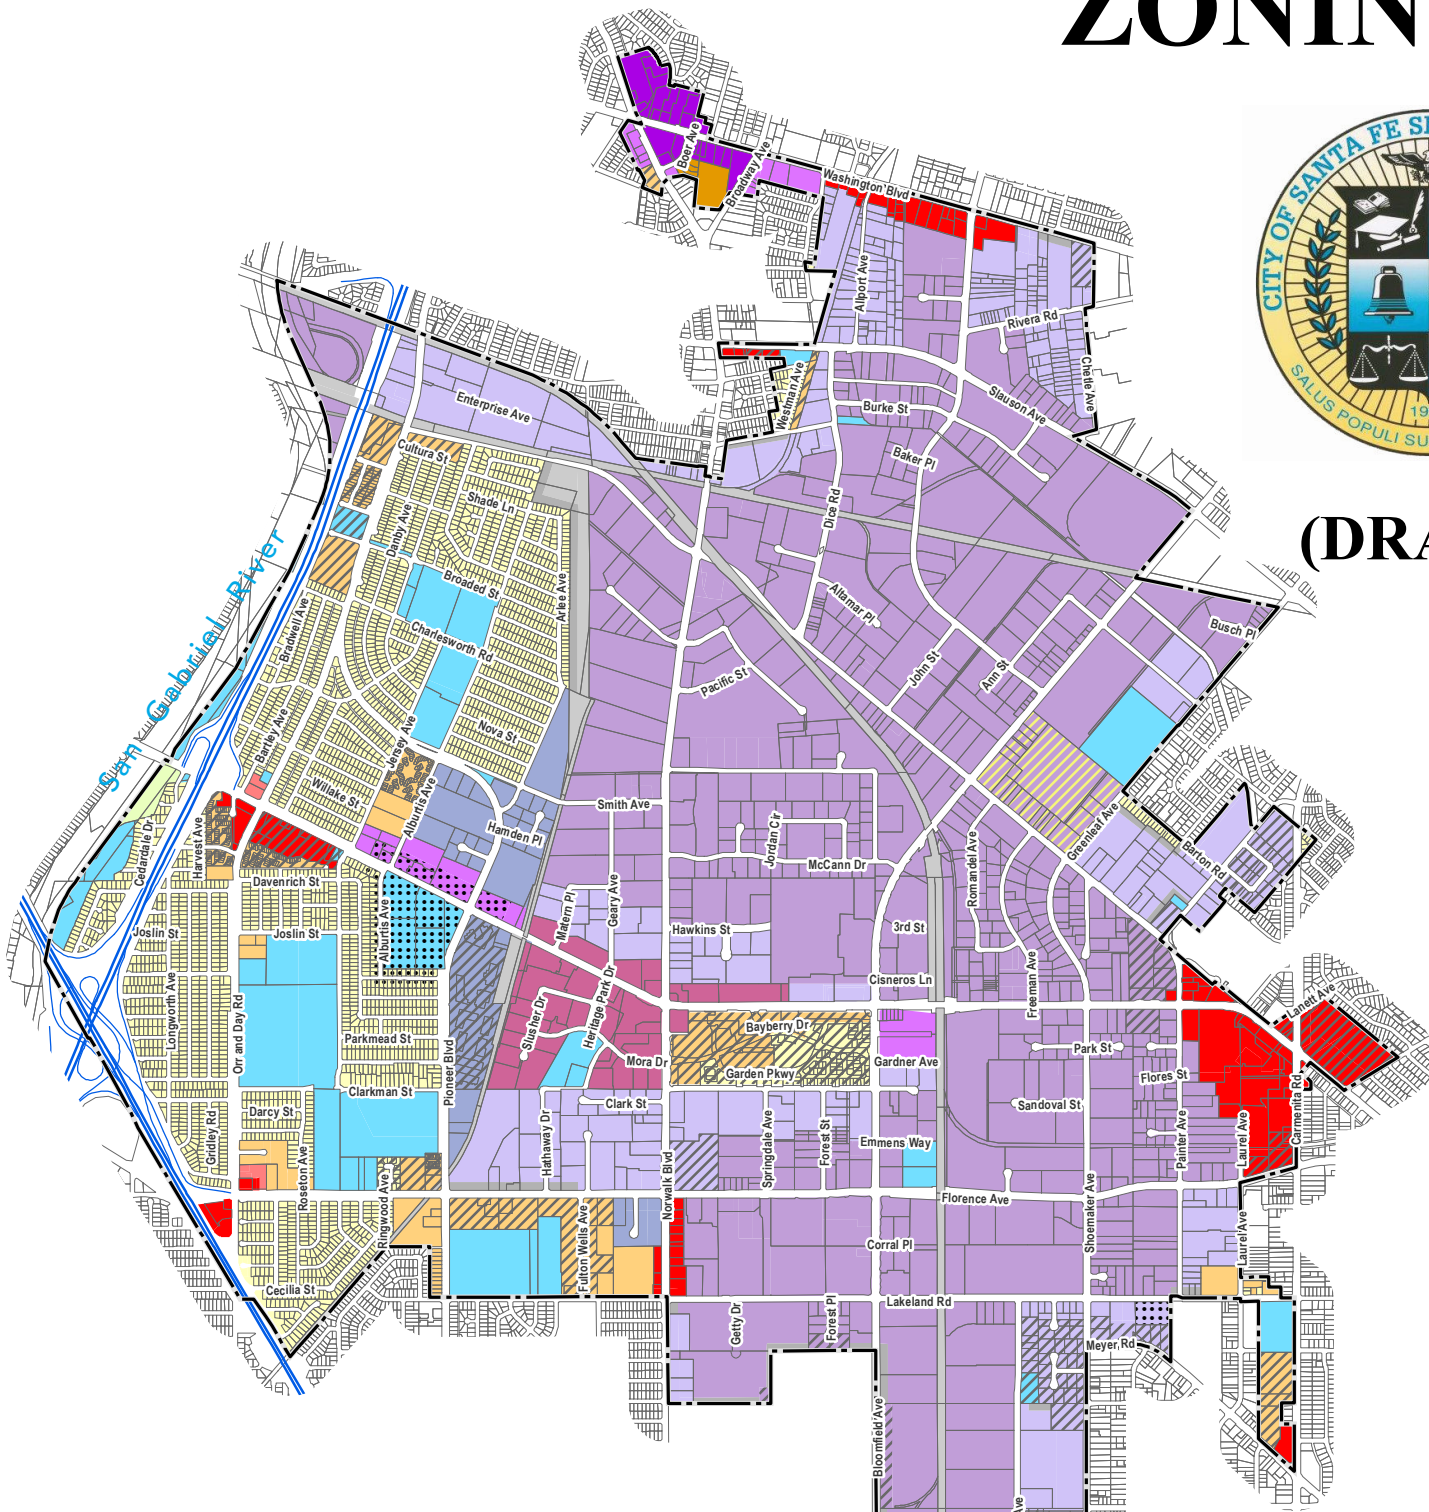 ZONIN
CITY OF SANTA FE SP
SALUS POPULI SU
19
(DRA
San Gabriel River
Boer Ave
Broadway Ave
Washington Blvd
Allport Ave
Rivera Rd
Chetle Ave
Slauson Ave
Westman Ave
Burke St
Baker Pl
Enterprise Ave
Cultura St
Shade Ln
Danby Ave
Dice Rd
Broaded St
Arlee Ave
Altamar Pl
Bradwell Ave
Charlesworth Rd
Busch Pl
John St
Ann St
Pacific St
Bartley Ave
Jersey Ave
Nova St
Willake St
Alburtis Ave
Smith Ave
Hamden Pl
Jordan Cir
Greenleaf Ave
Cedardale Dr
Harvest Ave
McCann Dr
Romandel Ave
Barton Rd
Davenrich St
Geary Ave
Matern Pl
Alburtis Ave
Joslin St
Joslin St
Hawkins St
3rd St
Longworth Ave
Cisneros Ln
Freeman Ave
Lanett Ave
Heritage Park Dr
Slusher Dr
Orr and Day Rd
Bayberry Dr
Parkmead St
Park St
Pioneer Blvd
Mora Dr
Gardner Ave
Garden Pkwy
Flores St
Clarkman St
Clark St
Sandoval St
Carmenita Rd
Darcy St
Gridley Rd
Hathaway Dr
Springdale Ave
Forest St
Emmens Way
Painter Ave
Laurel Ave
Roseton Ave
Ringwood Ave
Norwalk Blvd
Florence Ave
Shoemaker Ave
Fulton Wells Ave
Corral Pl
Laurel Ave
Cecilia St
Lakeland Rd
Getty Dr
Forest Pl
Meyer Rd
Bloomfield Ave
Ave